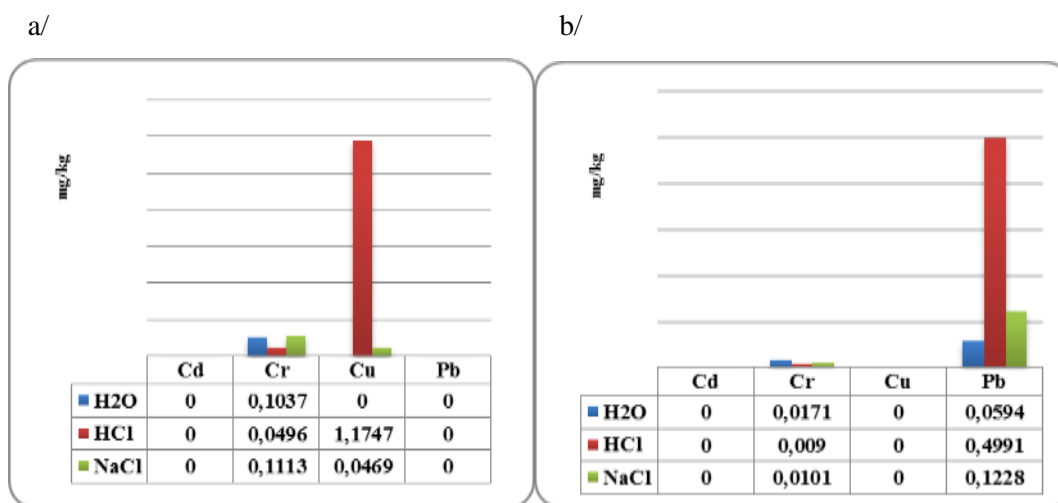 a/
mg/kg
Cd Cr Cu Pb
H2O 0 0,1037 0 0
HCl 0 0,0496 1,1747 0
NaCl 0 0,1113 0,0469 0
b/
mg/kg
Cd Cr Cu Pb
H2O 0 0,0171 0 0,0594
HCl 0 0,009 0 0,4991
NaCl 0 0,0101 0 0,1228